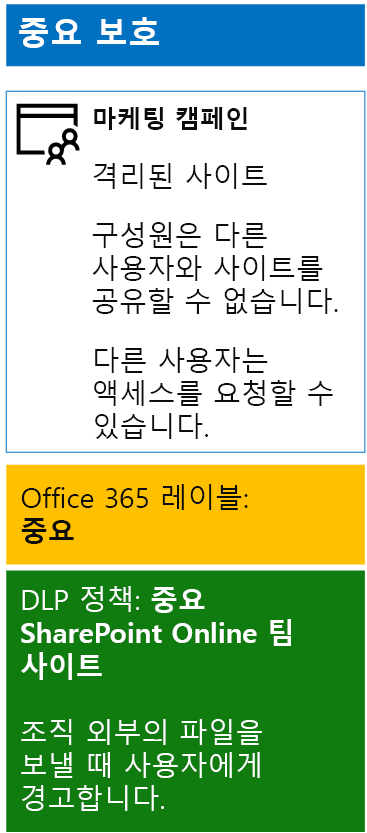 중요 보호
마케팅 캠페인
격리된 사이트
구성원은 다른
사용자와 사이트를
공유할 수 없습니다.
다른 사용자는
액세스를 요청할 수
있습니다.
Office 365 레이블:
중요
DLP 정책: 중요
SharePoint Online 팀
사이트
조직 외부의 파일을
보낼 때 사용자에게
경고합니다.